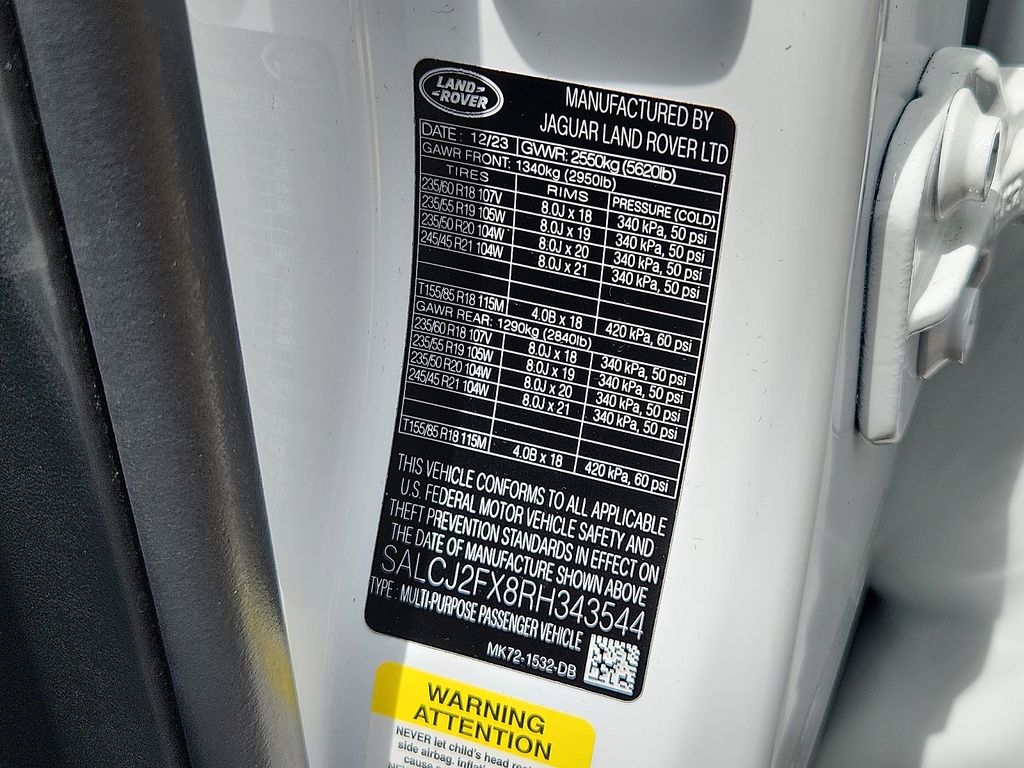 LAND
ROVER
MANUFACTURED BY
JAGUAR LAND ROVER LTD
DATE: 12/23 GVWR: 2550kg (5620lb)
GAWR FRONT: 1340kg (2950lb)
TIRES RIMS PRESSURE (COLD)
235/60 R18 107V 8.0J x 18 340 kPa, 50 psi
235/55 R19 105W 8.0J x 19 340 kPa, 50 psi
235/50 R20 104W 8.0J x 20 340 kPa, 50 psi
245/45 R21 104W 8.0J x 21 340 kPa, 50 psi
T155/85 R18 115M 4.0B x 18 420 kPa, 60 psi
GAWR REAR: 1290kg (2840lb)
235/60 R18 107V 8.0J x 18 340 kPa, 50 psi
235/55 R19 105W 8.0J x 19 340 kPa, 50 psi
235/50 R20 104W 8.0J x 20 340 kPa, 50 psi
245/45 R21 104W 8.0J x 21 340 kPa, 50 psi
T155/85 R18 115M 4.0B x 18 420 kPa, 60 psi
THIS VEHICLE CONFORMS TO ALL APPLICABLE
U.S. FEDERAL MOTOR VEHICLE SAFETY AND
THEFT PREVENTION STANDARDS IN EFFECT ON
THE DATE OF MANUFACTURE SHOWN ABOVE
SALCJ2FX8RH343544
TYPE: MULTI-PURPOSE PASSENGER VEHICLE
MK72-1532-DB
WARNING
ATTENTION
NEVER let child's head
side airbag.
cause